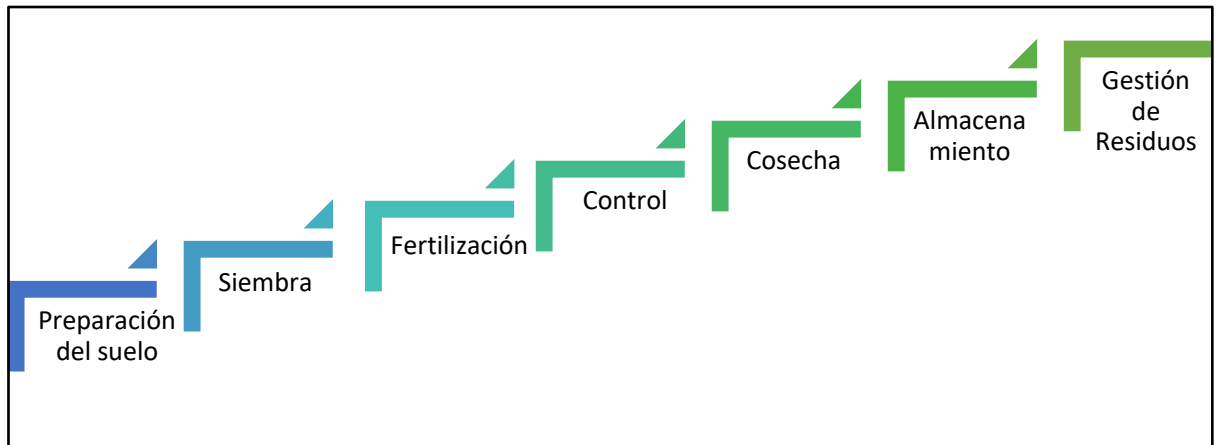 Preparación
del suelo
Siembra
Fertilización
Control
Cosecha
Almacena
miento
Gestión
de
Residuos